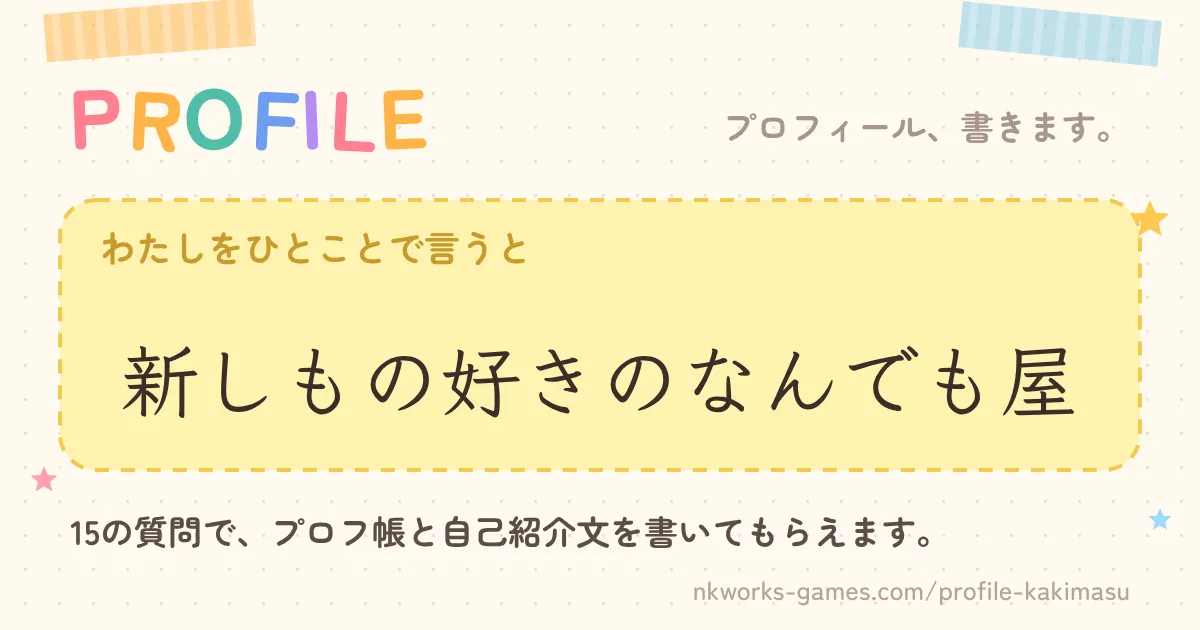 PROFILE
プロフィール、書きます。
わたしをひとことで言うと
新しもの好きのなんでも屋
15の質問で、プロフ帳と自己紹介文を書いてもらえます。
nkworks-games.com/profile-kakimasu